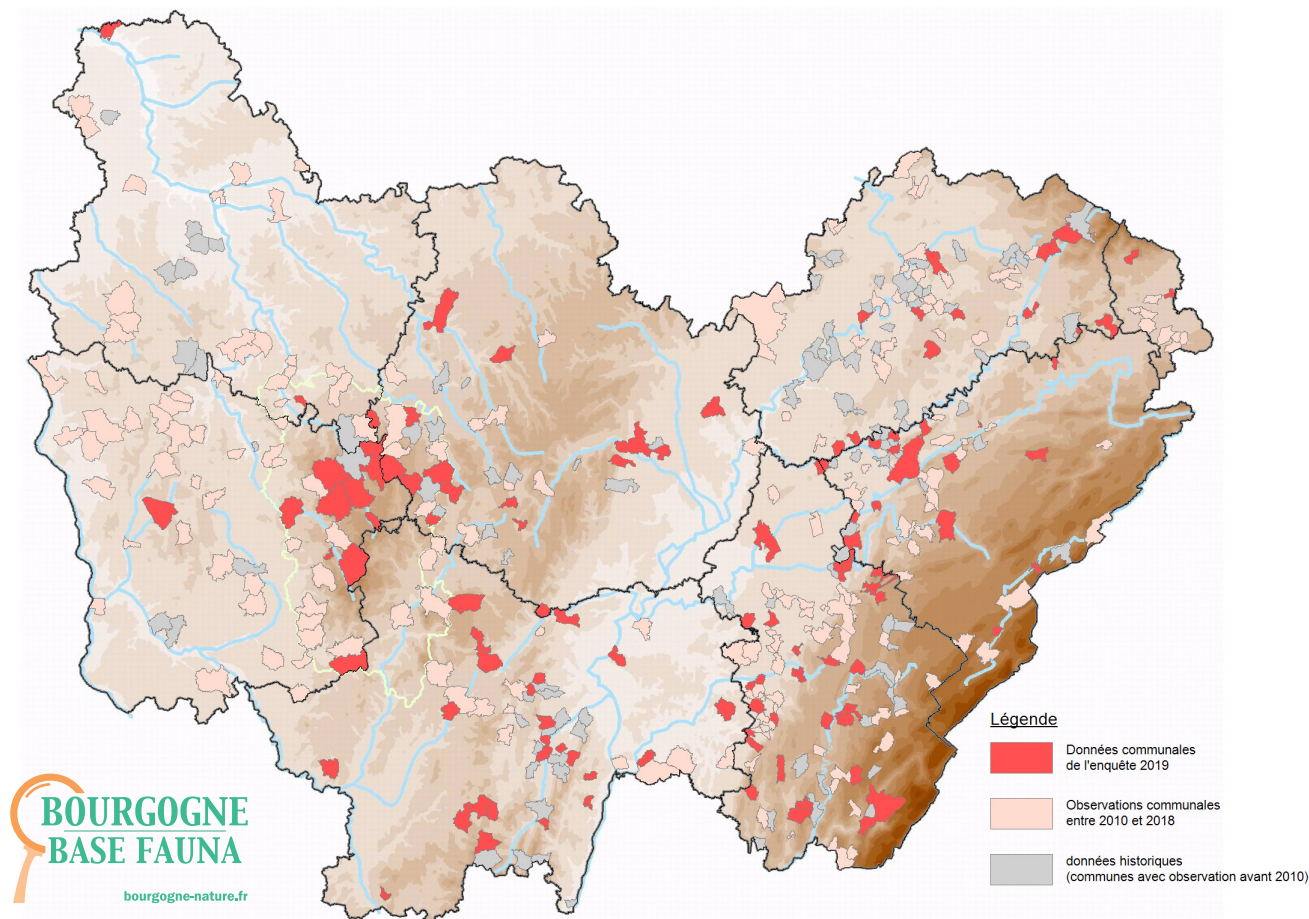 Légende
Données communales
de l'enquête 2019
Observations communales
entre 2010 et 2018
données historiques
(communes avec observation avant 2010)
BOURGOGNE
BASE FAUNA
bourgogne-nature.fr